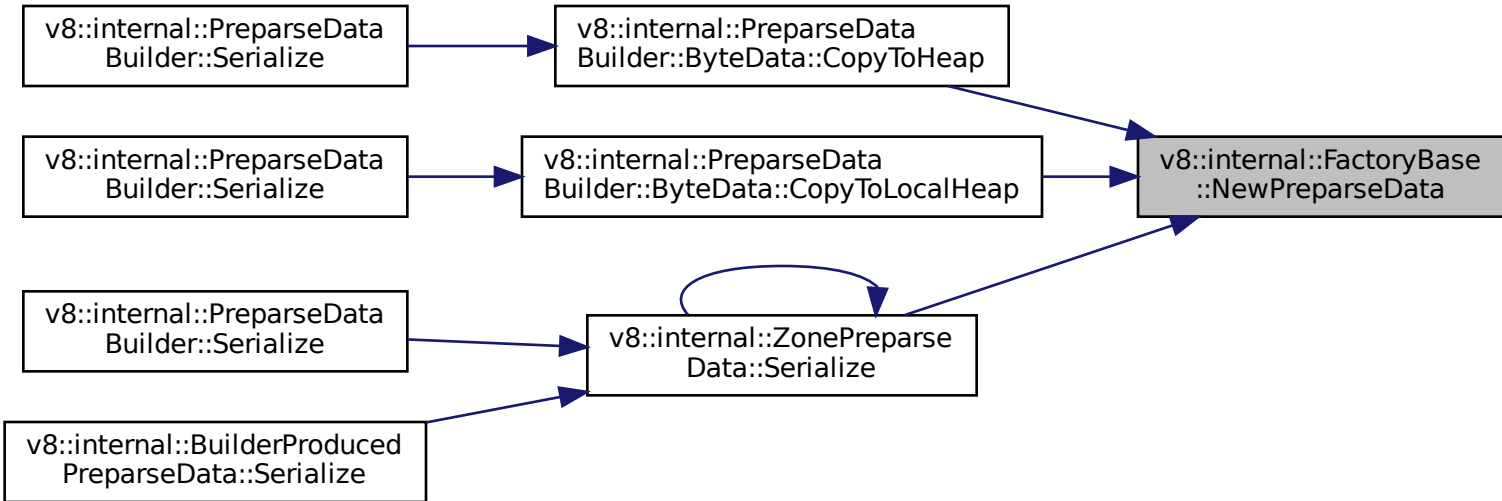 v8::internal::PreparseData
Builder::Serialize
v8::internal::PreparseData
Builder::ByteData::CopyToHeap
v8::internal::PreparseData
Builder::Serialize
v8::internal::PreparseData
Builder::ByteData::CopyToLocalHeap
v8::internal::FactoryBase
::NewPreparseData
v8::internal::PreparseData
Builder::Serialize
v8::internal::ZonePreparse
Data::Serialize
v8::internal::BuilderProduced
PreparseData::Serialize